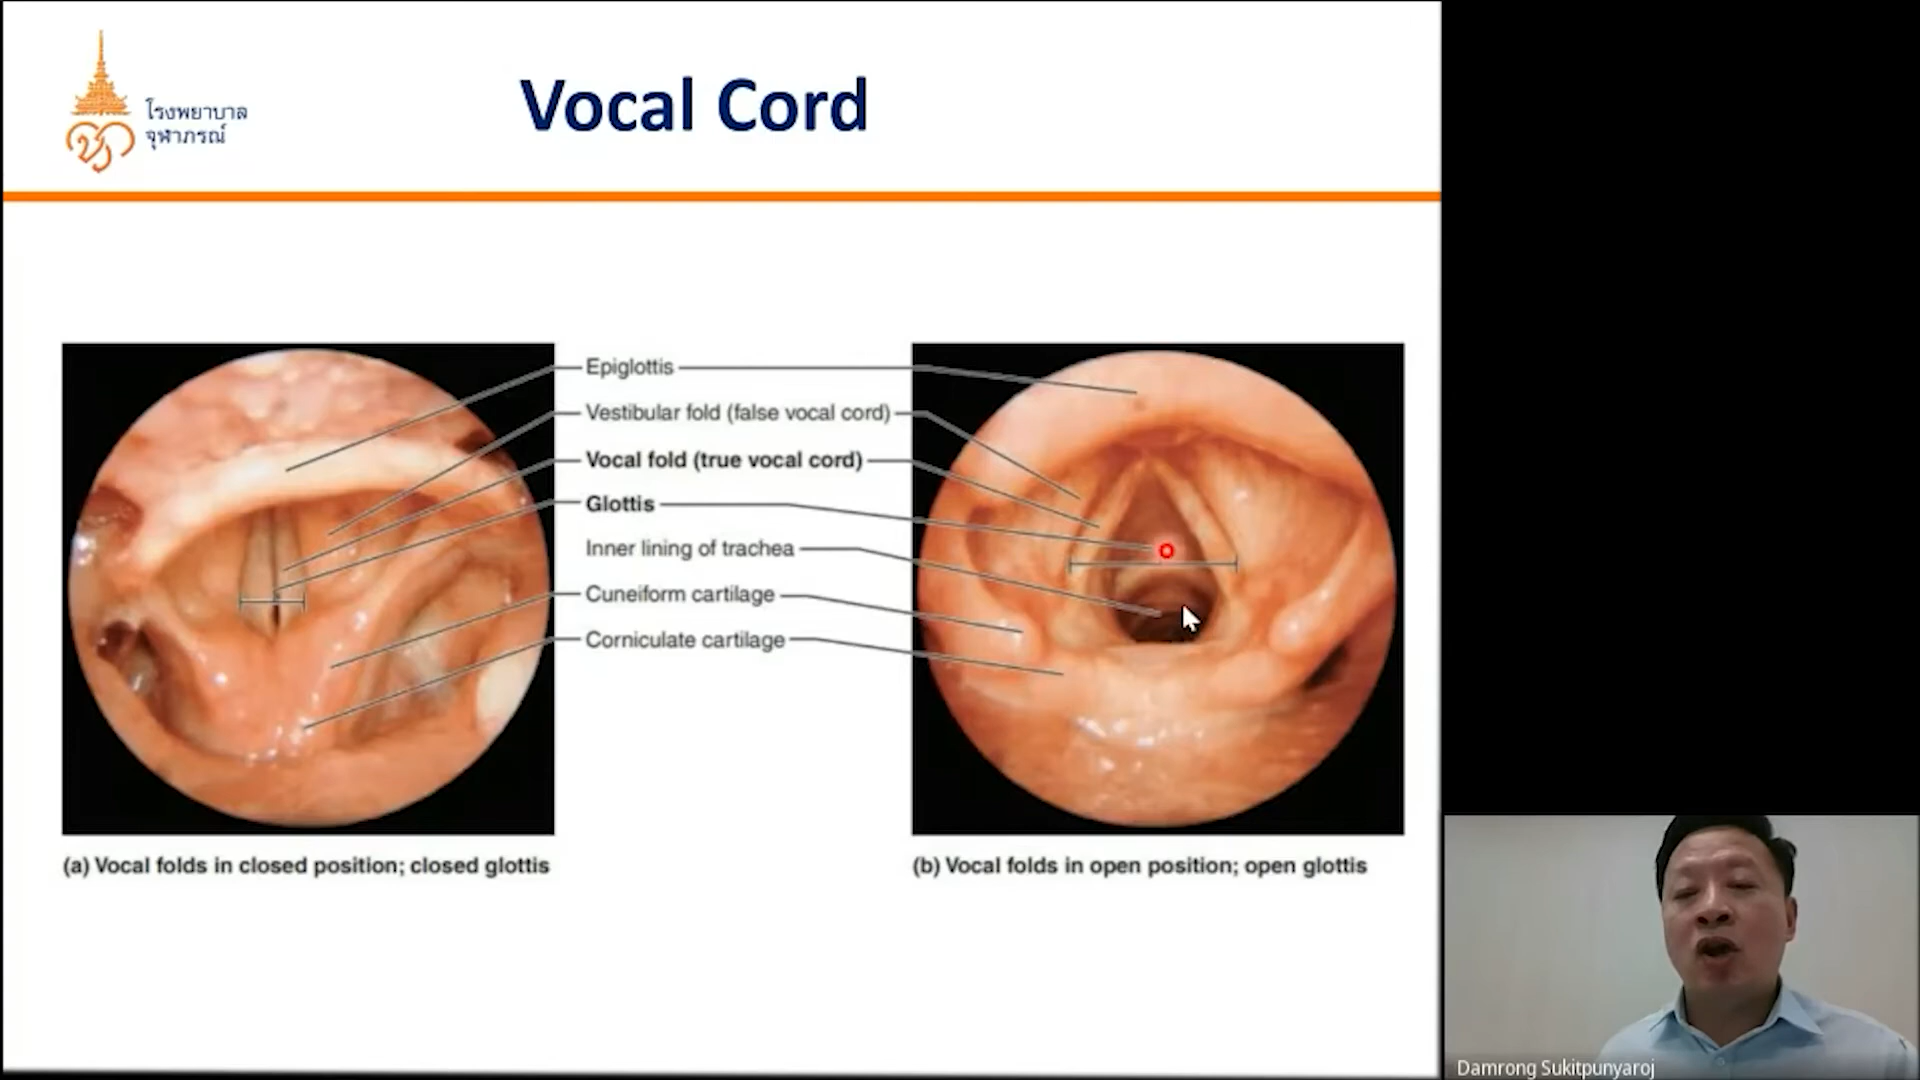 โรงพยาบาล
จุฬาภรณ์
Vocal Cord
Epiglottis
Vestibular fold (false vocal cord)
Vocal fold (true vocal cord)
Glottis
Inner lining of trachea
Cuneiform cartilage
Corniculate cartilage
(a) Vocal folds in closed position; closed glottis
(b) Vocal folds in open position; open glottis
Damrong Sukitpunyaroj